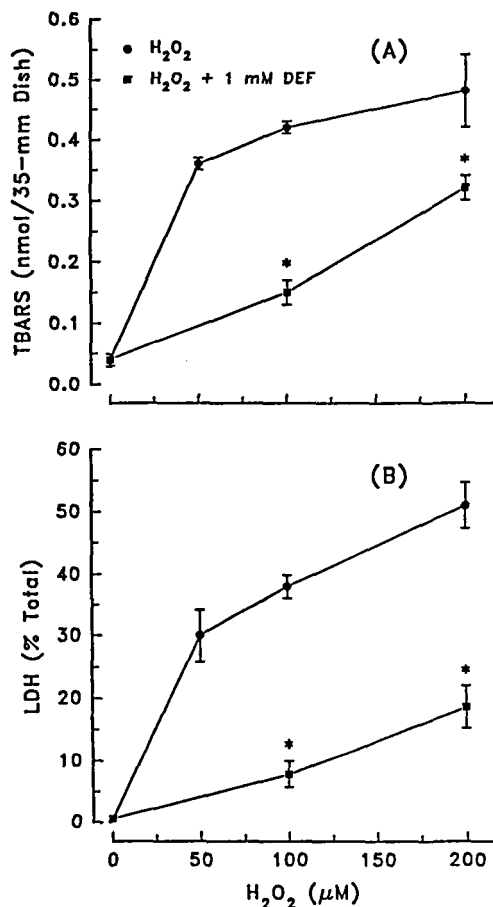 (A)
H₂O₂
H₂O₂ + 1 mM DEF
TBARS (nmol/35-mm Dish)
0.6
0.5
0.4
0.3
0.2
0.1
0.0
*
*
(B)
LDH (% Total)
60
50
40
30
20
10
0
*
*
0 50 100 150 200
H₂O₂ (μM)